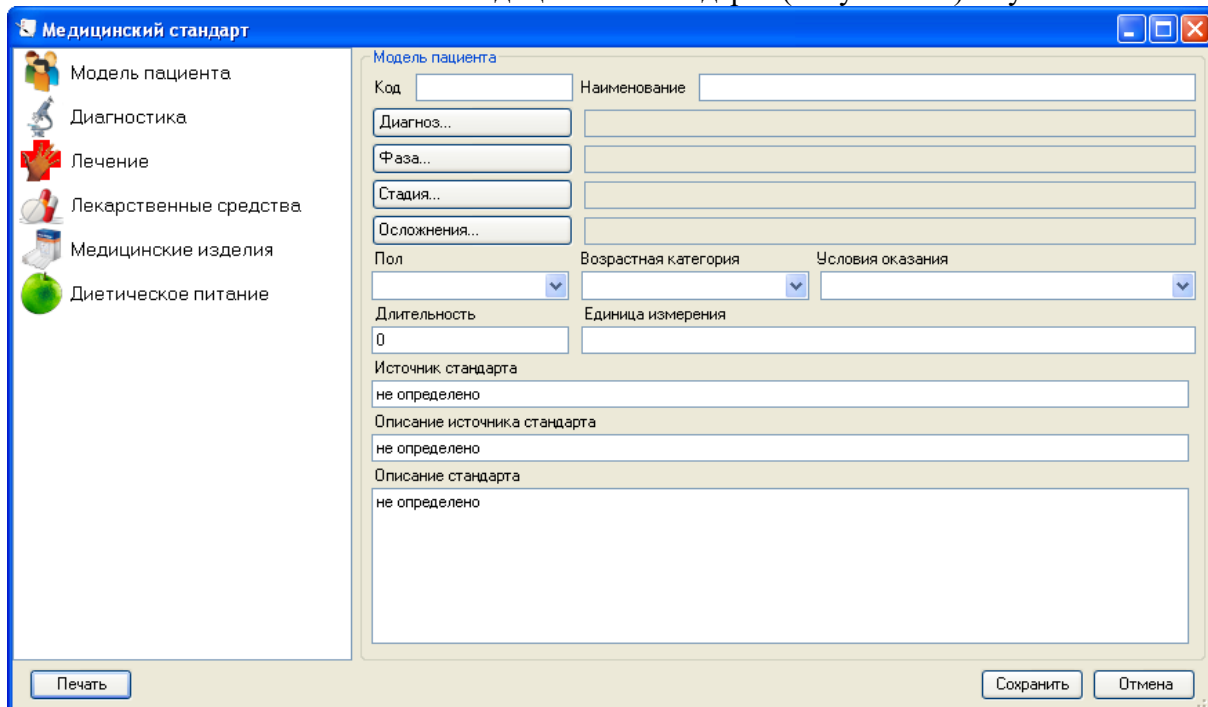 Медицинский стандарт
Модель пациента
Диагностика
Лечение
Лекарственные средства
Медицинские изделия
Диетическое питание
Модель пациента
Код Наименование
Диагноз...
Фаза...
Стадия...
Осложнения...
Пол Возрастная категория Условия оказания
Длительность Единица измерения
0
Источник стандарта
не определено
Описание источника стандарта
не определено
Описание стандарта
не определено
Печать Сохранить Отмена